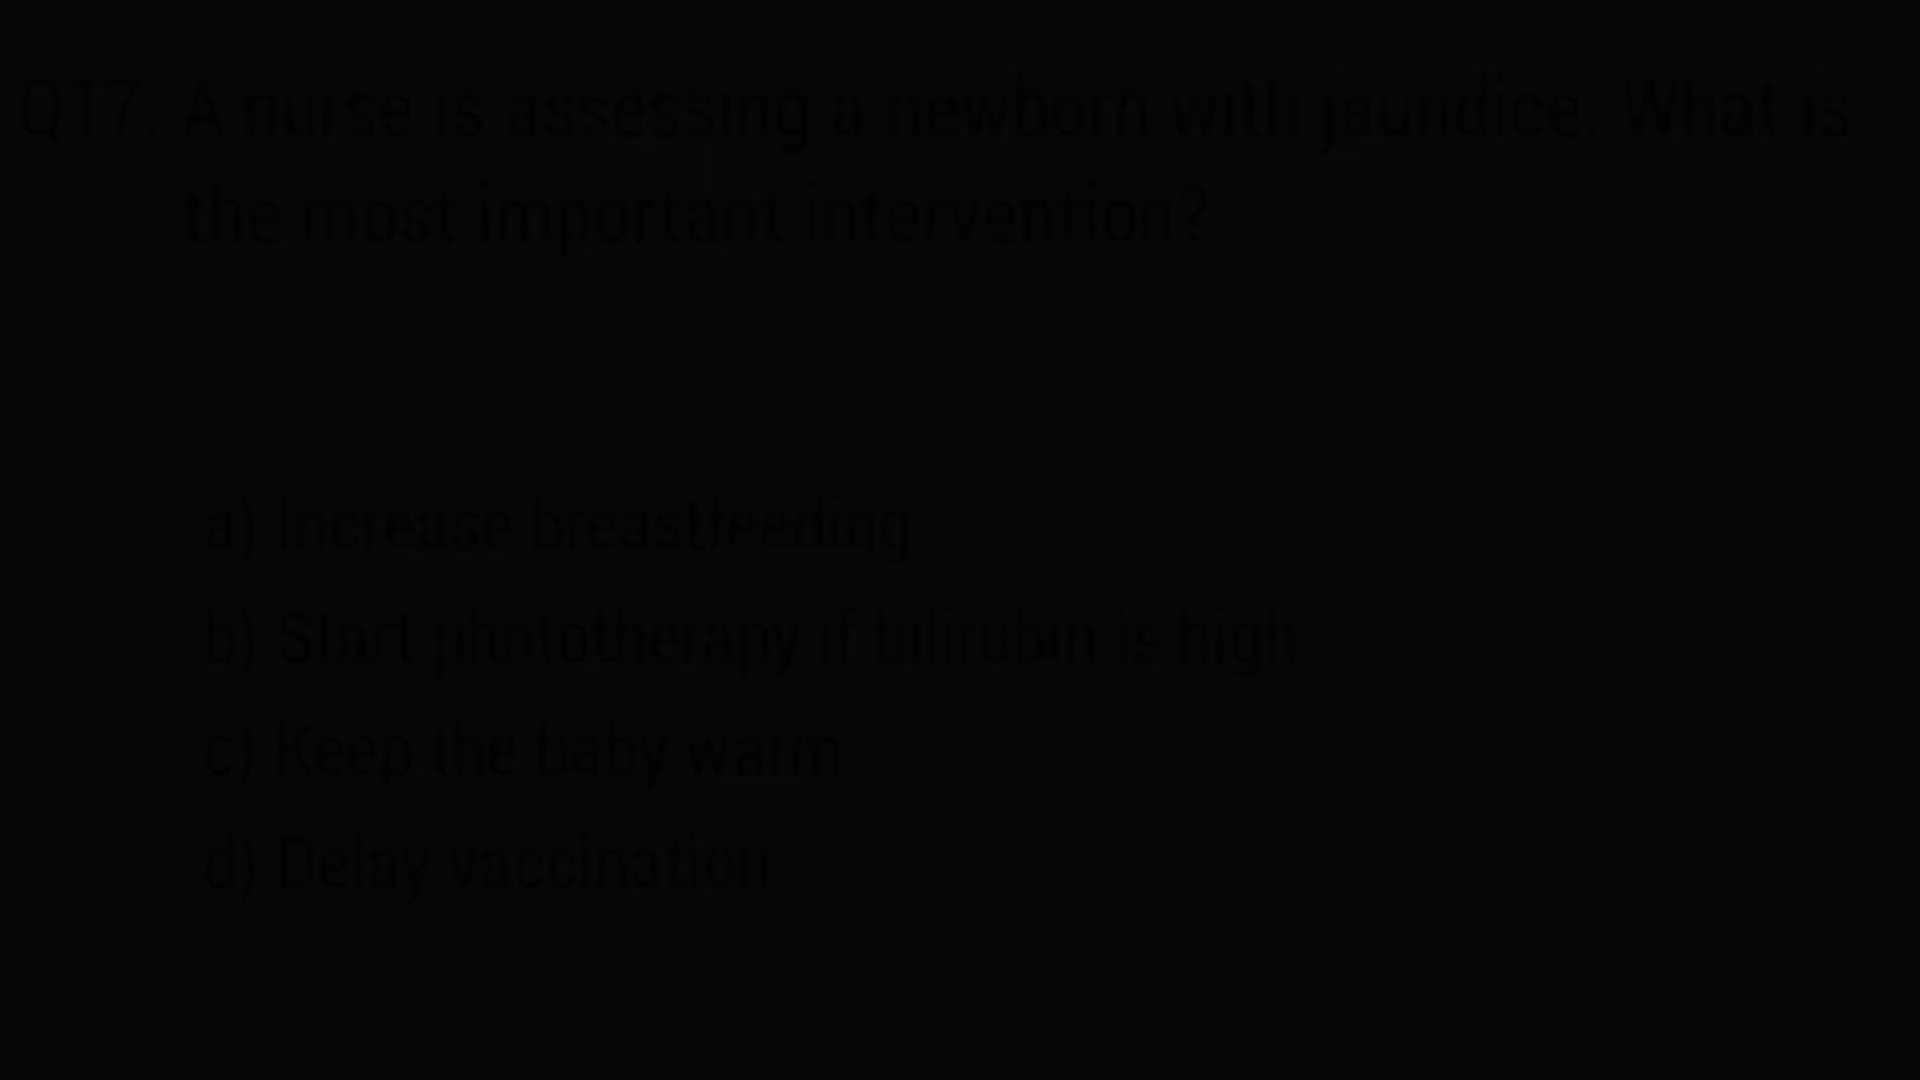 Q17. A nurse is assessing a newborn with jaundice. What is
the most important intervention?
a) Increase breastfeeding
b) Start phototherapy if bilirubin is high
c) Keep the baby warm
d) Delay vaccination